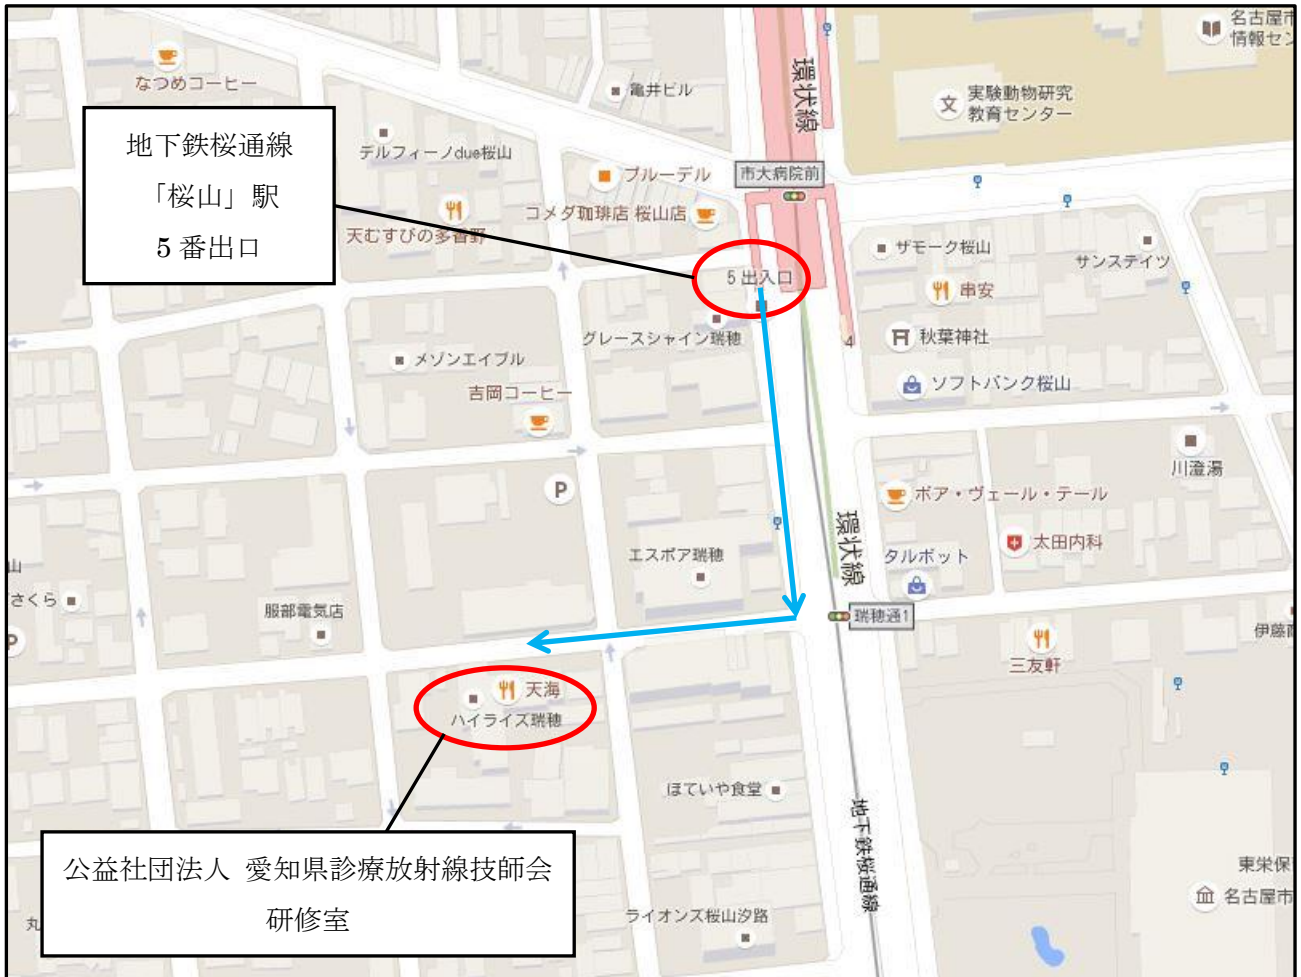 名古屋市
情報セン
なつめコーヒー
環状線
亀井ビル
文
実験動物研究
教育センター
地下鉄桜通線
「桜山」駅
5 番出口
デルフィーノdue桜山
ブルーデル
市大病院前
コメダ珈琲店 桜山店
天むすびの多香野
ザモーク桜山
サンステイツ
5 出入口
串安
グレースシャイン瑞穂
4
秋葉神社
メゾンエイブル
ソフトバンク桜山
吉岡コーヒー
川澄湯
P
ボア・ヴェール・テール
環状線
太田内科
エスポア瑞穂
タルボット
山
さくら
服部電気店
瑞穂通1
P
伊藤
三友軒
天海
ハイライズ瑞穂
ほていや食堂
地下鉄桜通線
公益社団法人 愛知県診療放射線技師会
研修室
東栄保
名古屋市
丸
ライオンズ桜山汐路